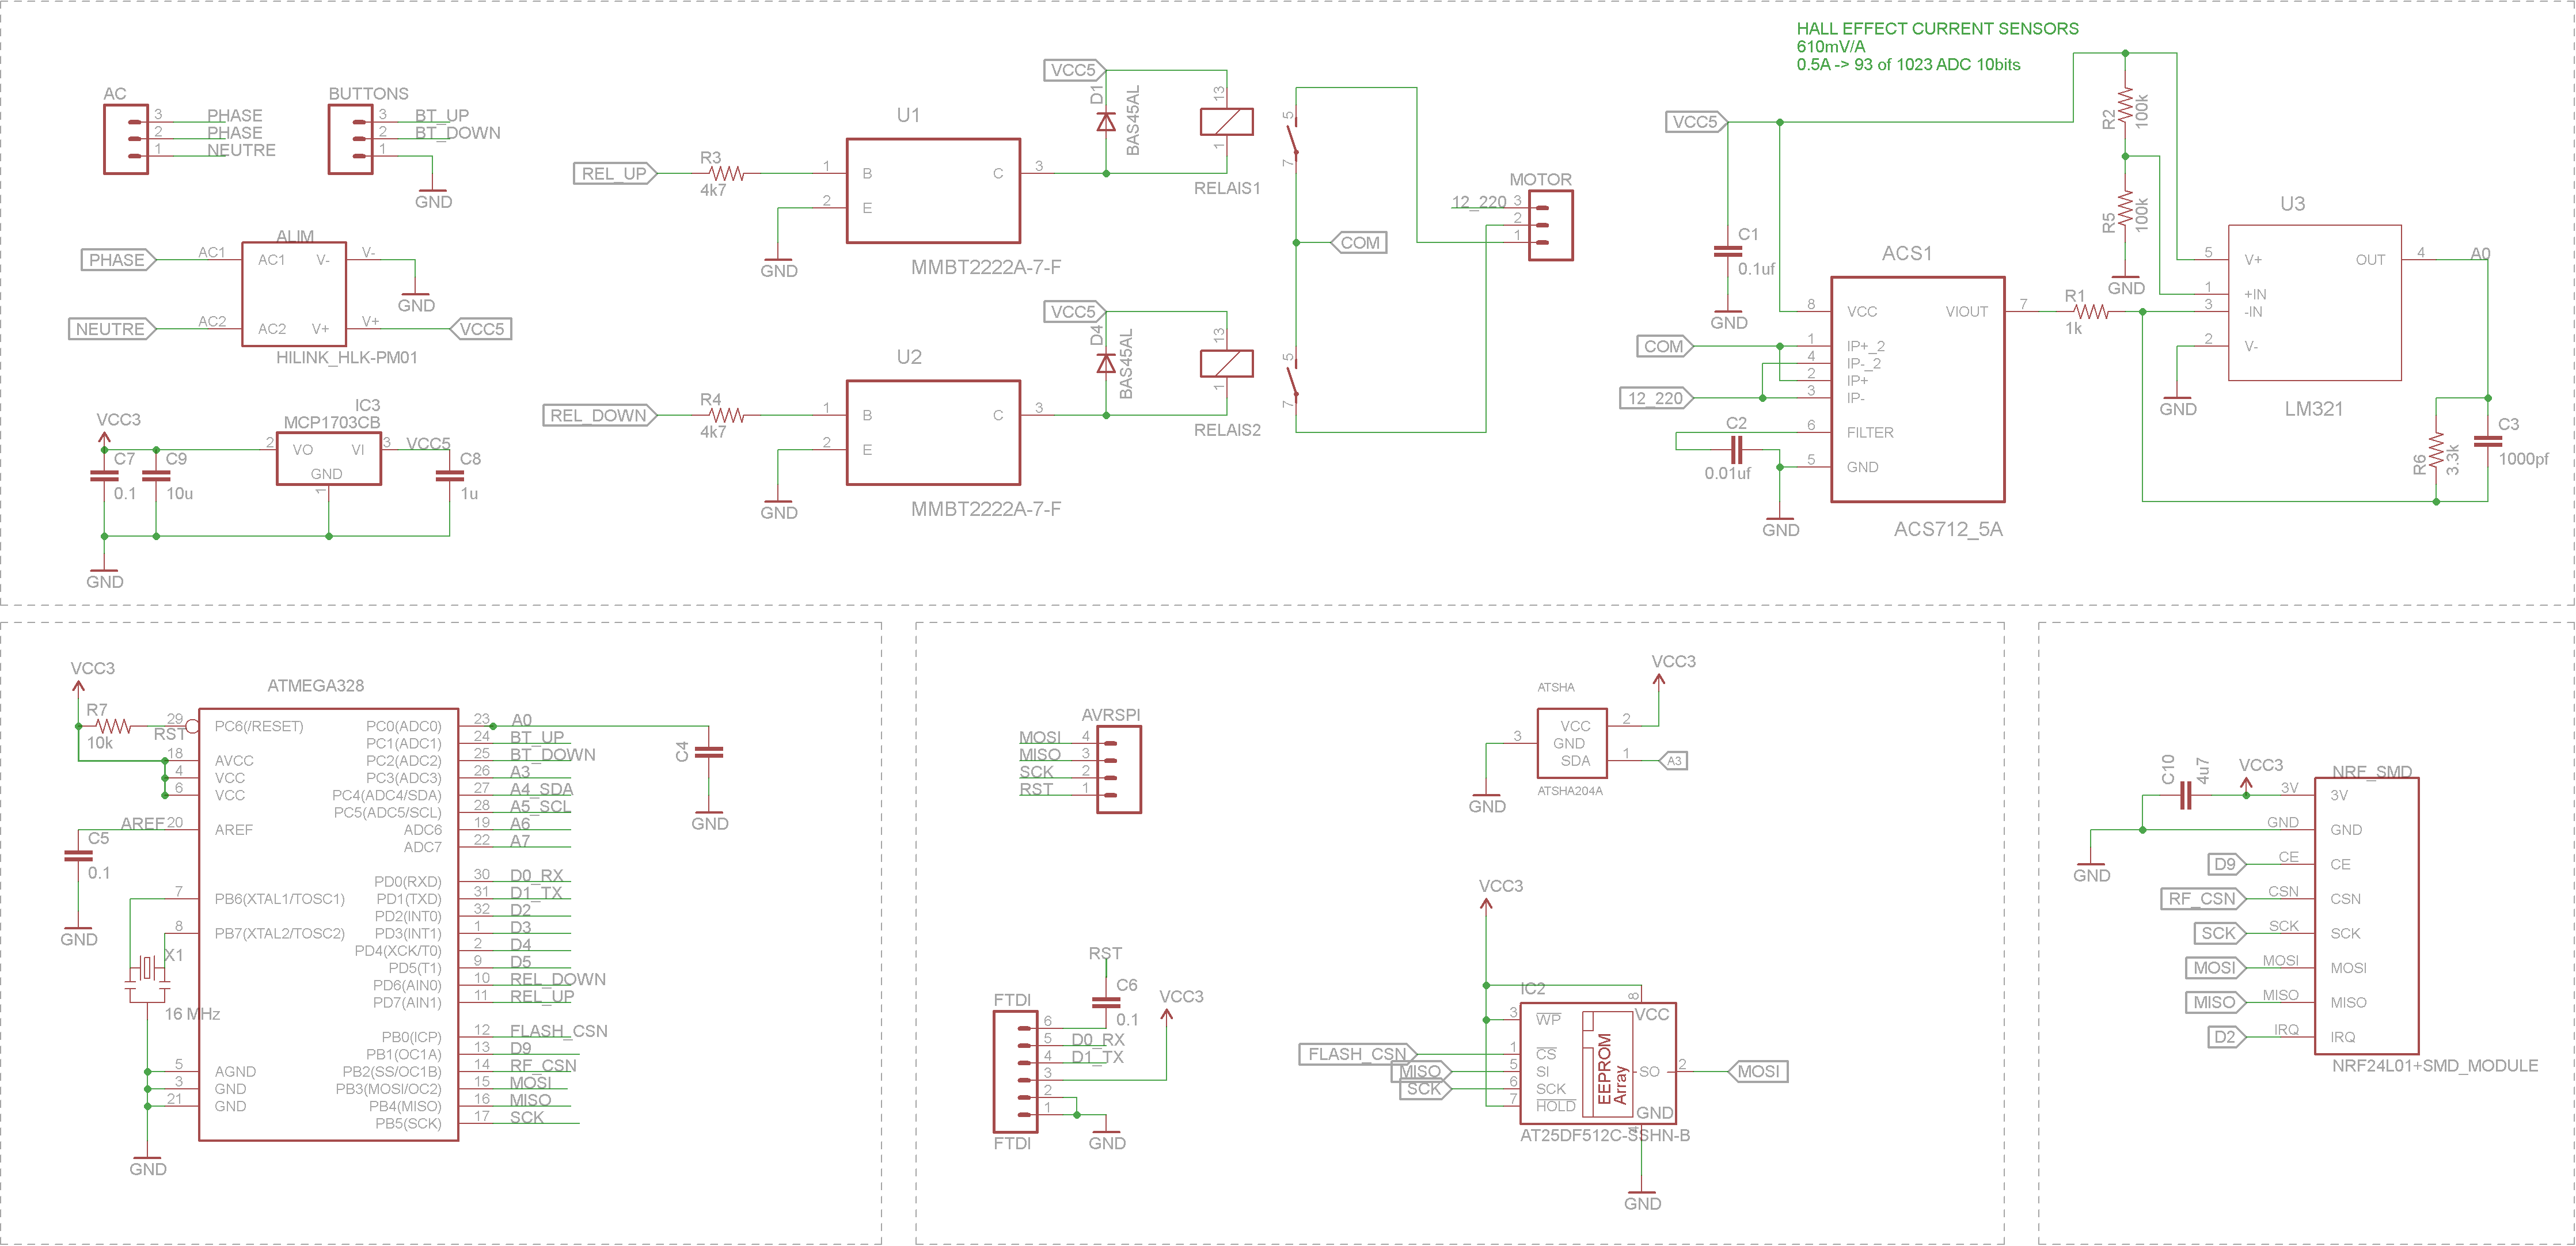 HALL EFFECT CURRENT SENSORS
610mV/A
0.5A -> 93 of 1023 ADC 10bits
AC
3 PHASE
2 PHASE
1 NEUTRE
BUTTONS
3 BT_UP
2 BT_DOWN
1
GND
ALIM
PHASE AC1 AC1 V- V-
GND
NEUTRE AC2 AC2 V+ V+ VCC5
HILINK_HLK-PM01
VCC3
IC3
MCP1703CB
2 VO VI 3 VCC5
GND
1
C7
0.1
C9
10u
C8
1u
GND
REL_UP
R3
4k7
U1
1 B C 3
2 E
GND
MMBT2222A-7-F
VCC5
D1
BAS45AL
13
1
RELAIS1
REL_DOWN
R4
4k7
U2
1 B C 3
2 E
GND
MMBT2222A-7-F
VCC5
D4
BAS45AL
13
1
RELAIS2
5
7
COM
5
7
MOTOR
12_220 3
2
1
VCC5
C1
0.1uf
GND
ACS1
8 VCC VIOUT 7
COM 1 IP+_2
4 IP-_2
2 IP+
12_220 3 IP-
6 FILTER
5 GND
C2
0.01uf
GND
ACS712_5A
R1
1k
R2
100k
R5
100k
GND
U3
5 V+ OUT 4 A0
1 +IN
3 -IN
2 V-
GND
LM321
R6
3.3k
C3
1000pf
VCC3
R7
10k
ATMEGA328
29 PC6(/RESET)
RST
18 AVCC
4 VCC
6 VCC
AREF 20 AREF
C5
0.1
GND
7 PB6(XTAL1/TOSC1)
8 PB7(XTAL2/TOSC2)
X1
16 MHz
5 AGND
3 GND
21 GND
GND
PC0(ADC0) 23 A0
PC1(ADC1) 24 BT_UP
PC2(ADC2) 25 BT_DOWN
PC3(ADC3) 26 A3
PC4(ADC4/SDA) 27 A4_SDA
PC5(ADC5/SCL) 28 A5_SCL
ADC6 19 A6
ADC7 22 A7
PD0(RXD) 30 D0_RX
PD1(TXD) 31 D1_TX
PD2(INT0) 32 D2
PD3(INT1) 1 D3
PD4(XCK/T0) 2 D4
PD5(T1) 9 D5
PD6(AIN0) 10 REL_DOWN
PD7(AIN1) 11 REL_UP
PB0(ICP) 12 FLASH_CSN
PB1(OC1A) 13 D9
PB2(SS/OC1B) 14 RF_CSN
PB3(MOSI/OC2) 15 MOSI
PB4(MISO) 16 MISO
PB5(SCK) 17 SCK
C4
GND
AVRSPI
MOSI 4
MISO 3
SCK 2
RST 1
ATSHA
VCC3
VCC 2
3 GND
SDA 1 A3
ATSHA204A
GND
RST
C6
0.1
VCC3
FTDI
6
5 D0_RX
4 D1_TX
3
2
1
FTDI
GND
VCC3
IC2
8
VCC
3 WP
FLASH_CSN 1 CS
MISO 5 SI
SCK 6 SCK
7 HOLD
EEPROM
Array
SO 2 MOSI
GND
4
AT25DF512C-SSHN-B
GND
C10
4u7
VCC3
NRF_SMD
3V 3V
GND GND
GND
D9 CE CE
RF_CSN CSN CSN
SCK SCK SCK
MOSI MOSI MOSI
MISO MISO MISO
D2 IRQ IRQ
NRF24L01+SMD_MODULE